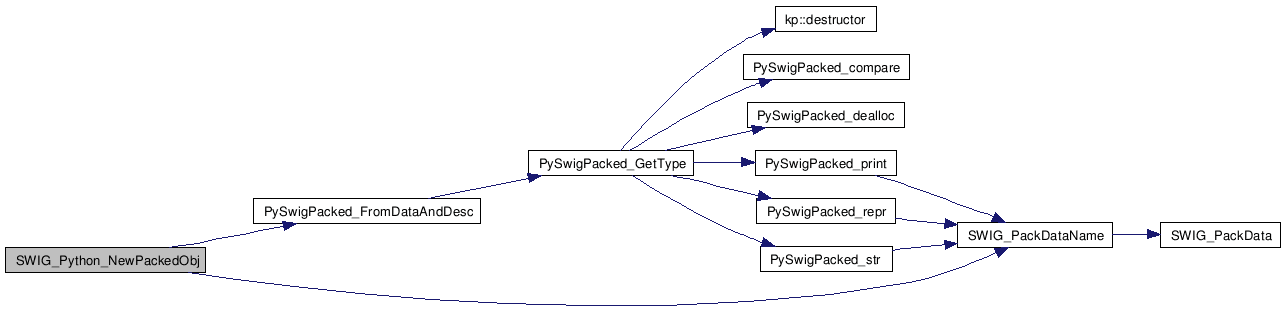 kp::destructor
PySwigPacked_compare
PySwigPacked_dealloc
PySwigPacked_GetType
PySwigPacked_print
PySwigPacked_FromDataAndDesc
PySwigPacked_repr
SWIG_PackDataName
SWIG_PackData
SWIG_Python_NewPackedObj
PySwigPacked_str